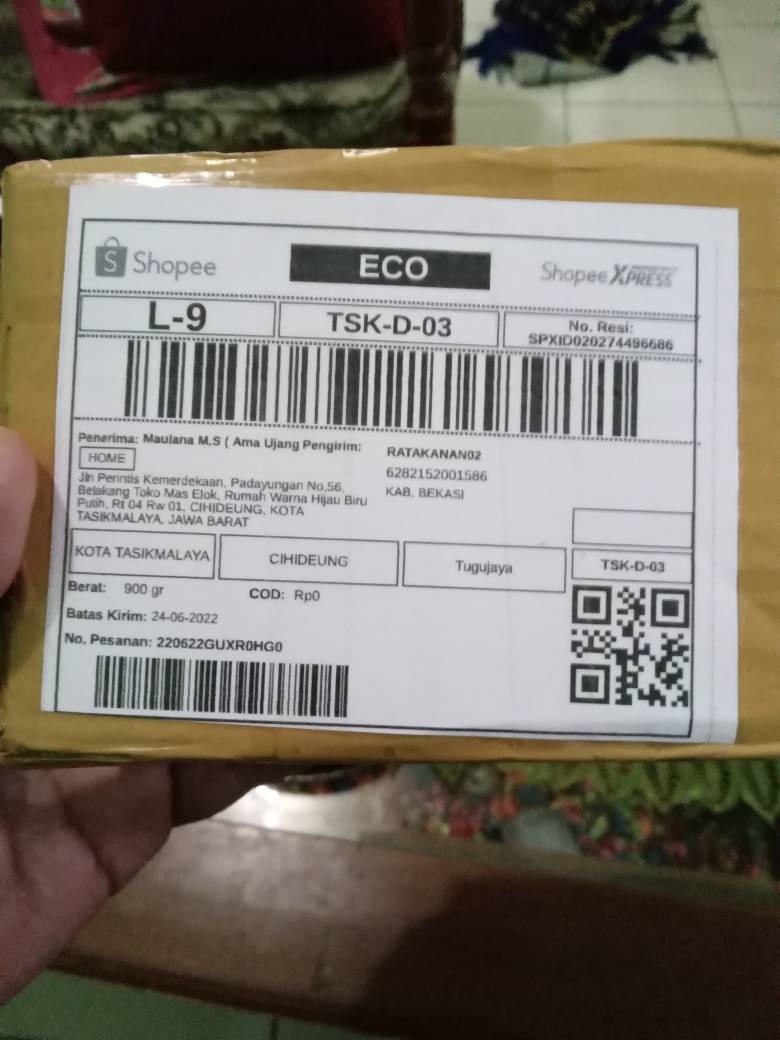 Shopee
ECO
Shopee XPRESS
L-9
TSK-D-03
No. Resi:
SPXID020274496686
Penerima: Maulana M.S ( Ama Ujang Pengirim:
RATAKANAN02
HOME
6282152001586
KAB. BEKASI
Jln Perintis Kemerdekaan, Padayungan No,56,
Belakang Toko Mas Elok, Rumah Warna Hijau Biru
Putih, Rt 04 Rw 01, CIHIDEUNG, KOTA
TASIKMALAYA, JAWA BARAT
KOTA TASIKMALAYA
CIHIDEUNG
Tugujaya
TSK-D-03
Berat: 900 gr
COD: Rp0
Batas Kirim: 24-06-2022
No. Pesanan: 220622GUXR0HG0